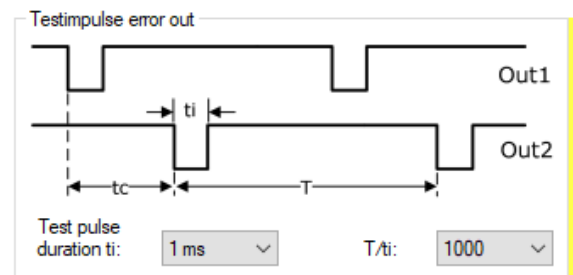 Testimpulse error out
Out1
ti
Out2
tc
T
Test pulse
duration ti:
1 ms
T/ti:
1000